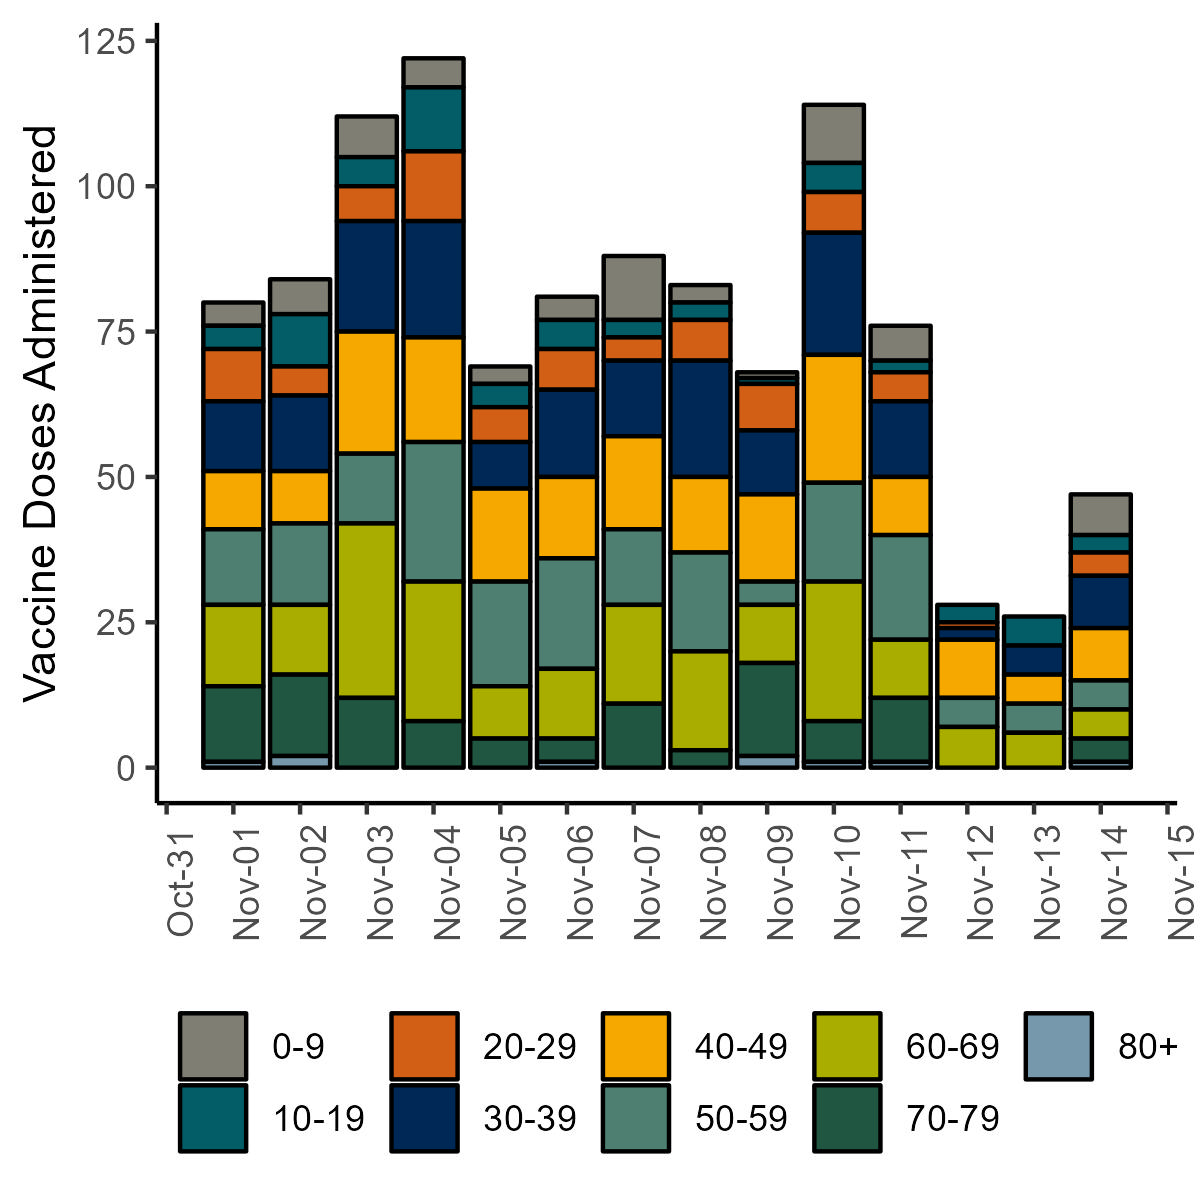 Vaccine Doses Administered
125
100
75
50
25
0
Oct-31
Nov-01
Nov-02
Nov-03
Nov-04
Nov-05
Nov-06
Nov-07
Nov-08
Nov-09
Nov-10
Nov-11
Nov-12
Nov-13
Nov-14
Nov-15
0-9 20-29 40-49 60-69 80+
10-19 30-39 50-59 70-79